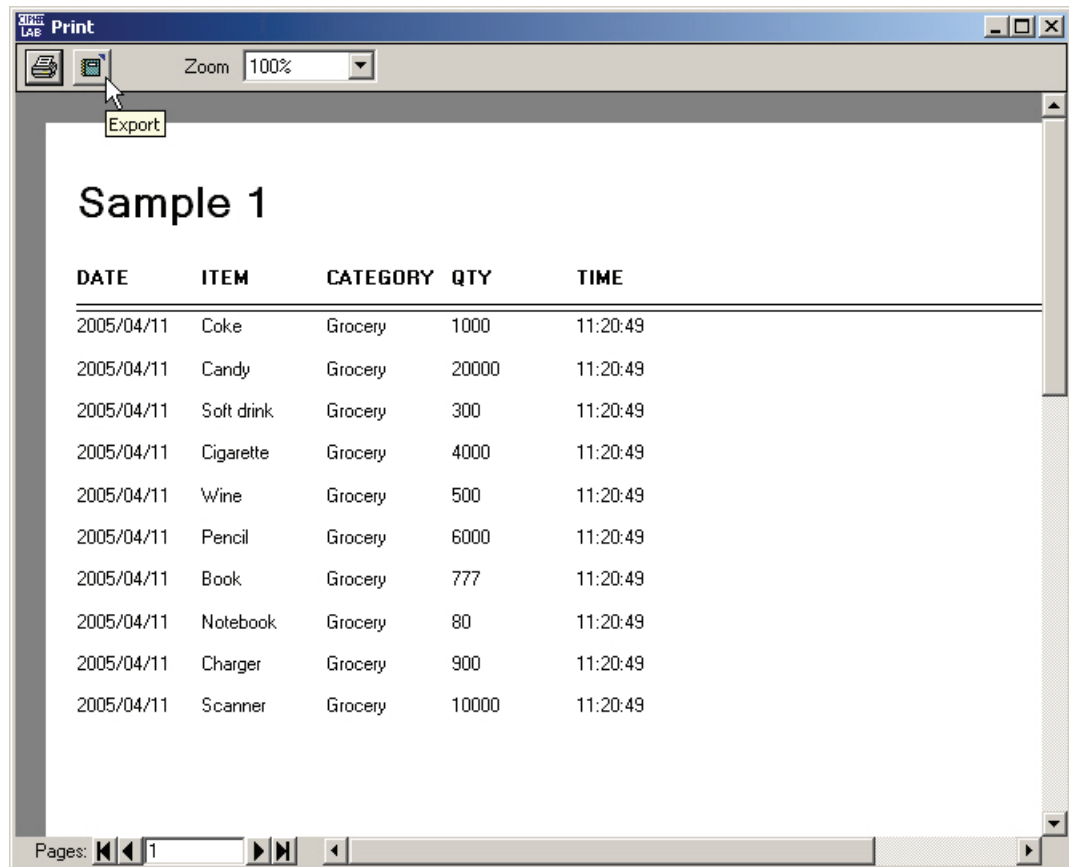 CIPHER LAB Print
Zoom 100%
Export
Sample 1
DATE ITEM CATEGORY QTY TIME
2005/04/11 Coke Grocery 1000 11:20:49
2005/04/11 Candy Grocery 20000 11:20:49
2005/04/11 Soft drink Grocery 300 11:20:49
2005/04/11 Cigarette Grocery 4000 11:20:49
2005/04/11 Wine Grocery 500 11:20:49
2005/04/11 Pencil Grocery 6000 11:20:49
2005/04/11 Book Grocery 777 11:20:49
2005/04/11 Notebook Grocery 80 11:20:49
2005/04/11 Charger Grocery 900 11:20:49
2005/04/11 Scanner Grocery 10000 11:20:49
Pages: 1